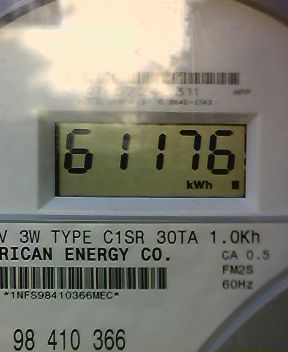 HPP
61176
kWh
V 3W TYPE C1SR 30TA 1.0Kh
RICAN ENERGY CO. CA 0.5
FM2S
*1NFS98410366MEC* 60Hz
98 410 366